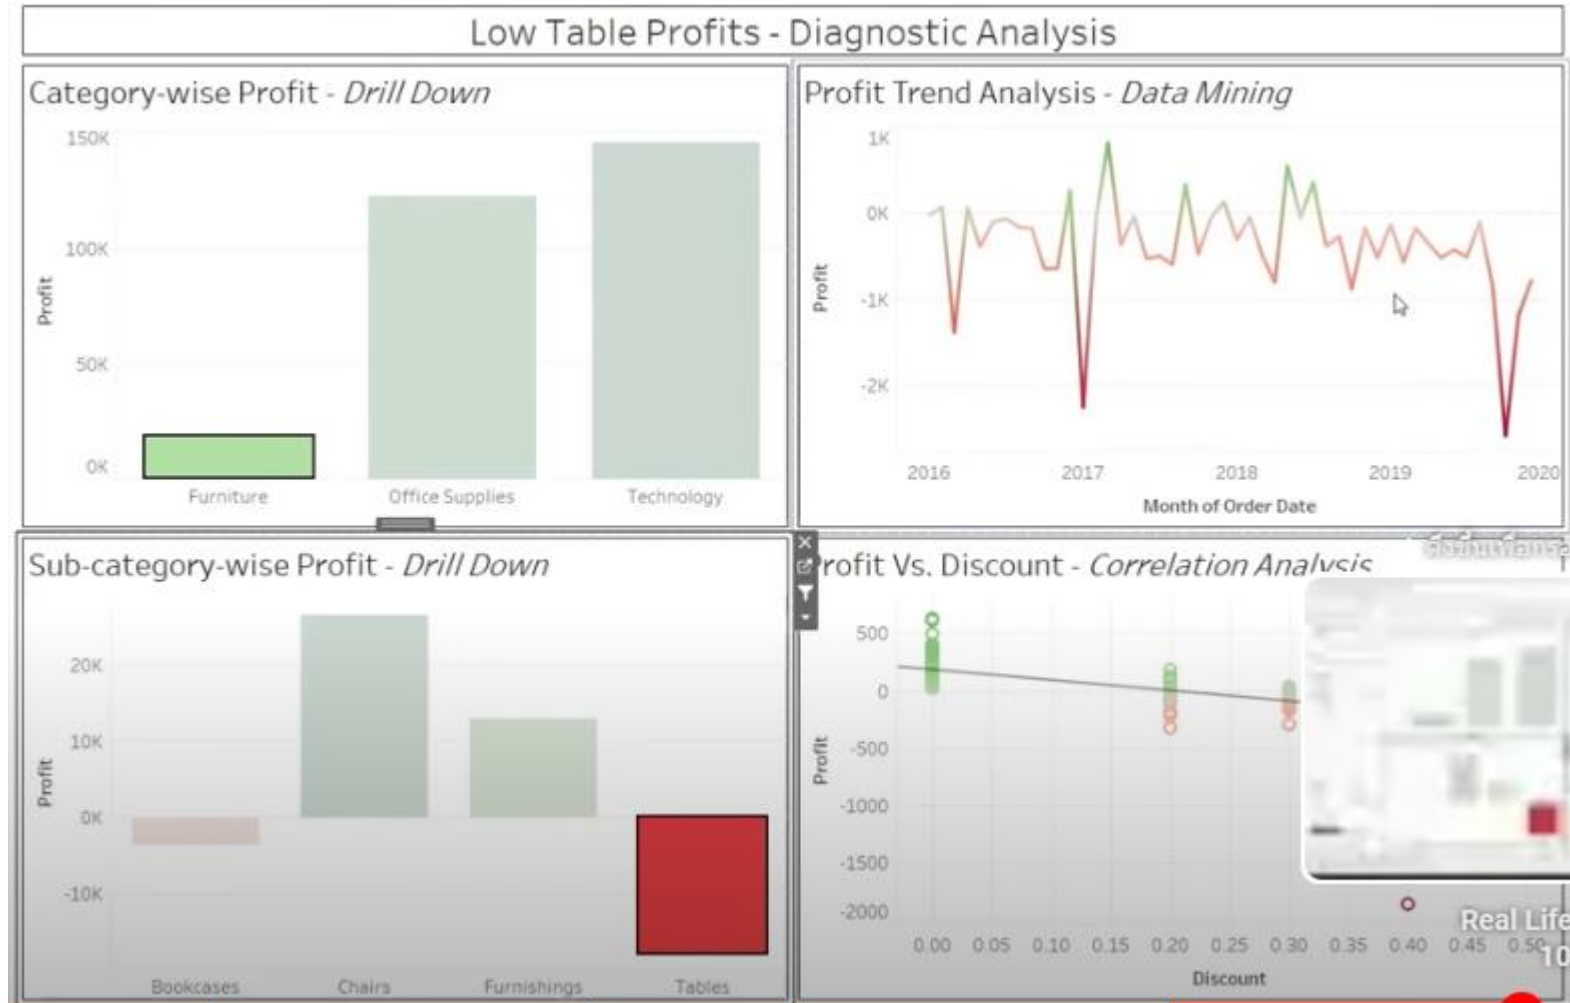 Low Table Profits - Diagnostic Analysis
Category-wise Profit - Drill Down
150K
100K
50K
0K
Profit
Furniture
Office Supplies
Technology
Profit Trend Analysis - Data Mining
1K
0K
-1K
-2K
Profit
2016
2017
2018
2019
2020
Month of Order Date
Sub-category-wise Profit - Drill Down
20K
10K
0K
-10K
Profit
Bookcases
Chairs
Furnishings
Tables
Profit Vs. Discount - Correlation Analysis
500
0
-500
-1000
-1500
-2000
Profit
0.00
0.05
0.10
0.15
0.20
0.25
0.30
0.35
0.40
0.45
0.50
Discount
Real Life
10